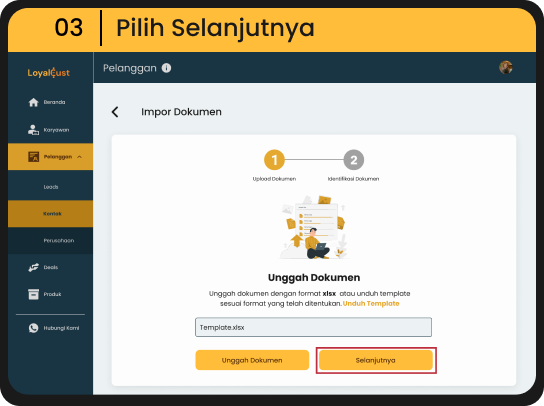 03 Pilih Selanjutnya
LoyalCust
Pelanggan
Beranda
Karyawan
Pelanggan
Leads
Kontak
Perusahaan
Deals
Produk
Hubungi Kami
Impor Dokumen
1 2
Upload Dokumen Identifikasi Dokumen
Unggah Dokumen
Unggah dokumen dengan format xlsx atau unduh template
sesuai format yang telah ditentukan. Unduh Template
Template.xlsx
Unggah Dokumen Selanjutnya